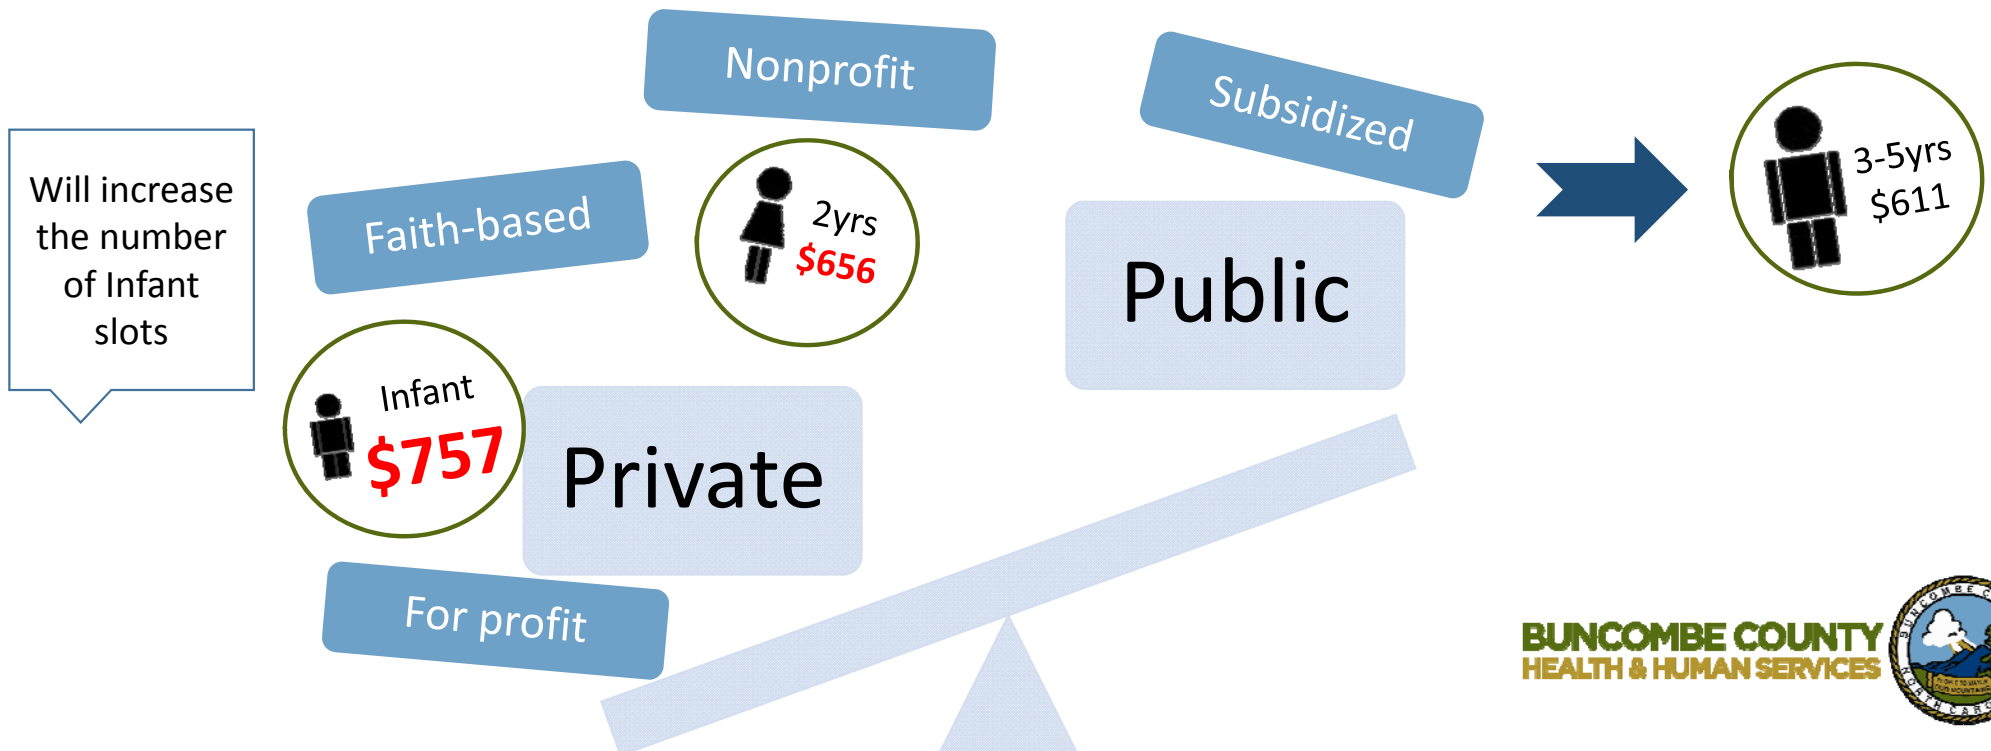 Will increase
the number
of Infant
slots
Nonprofit
Subsidized
Faith-based
2yrs
$656
3-5yrs
$611
Public
Infant
$757
Private
For profit
BUNCOMBE COUNTY
HEALTH & HUMAN SERVICES